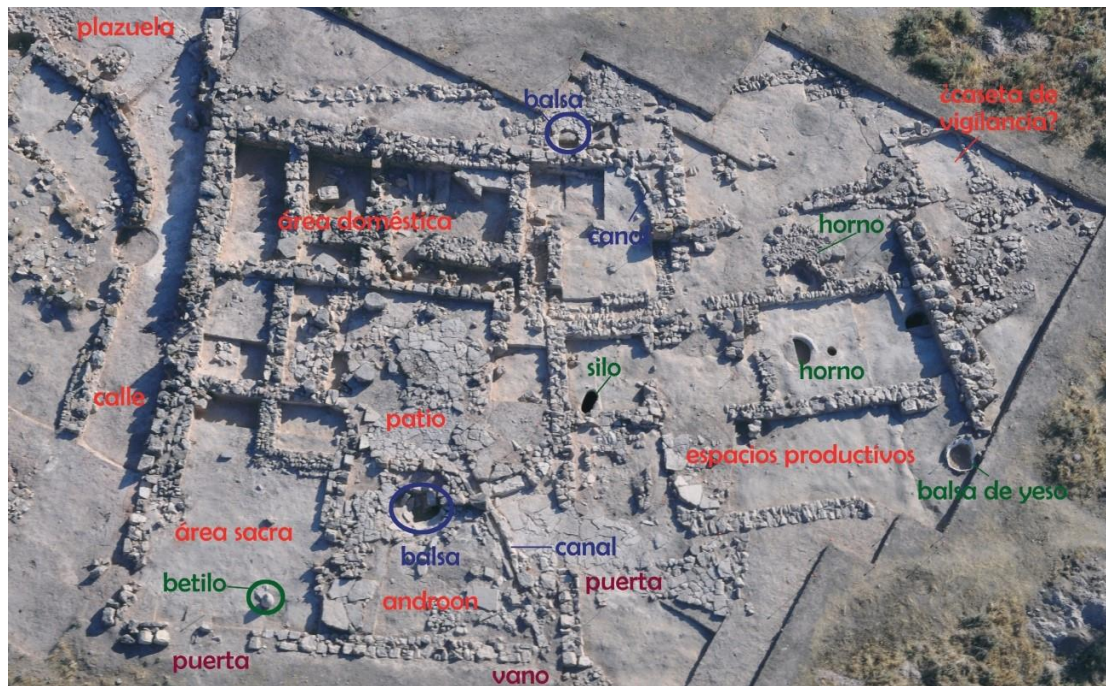 plazuela
balsa
¿caseta de
vigilancia?
área doméstica
canal
horno
silo
horno
calle
patio
espacios productivos
balsa de yeso
área sacra
balsa
canal
betilo
androon
puerta
puerta
vano